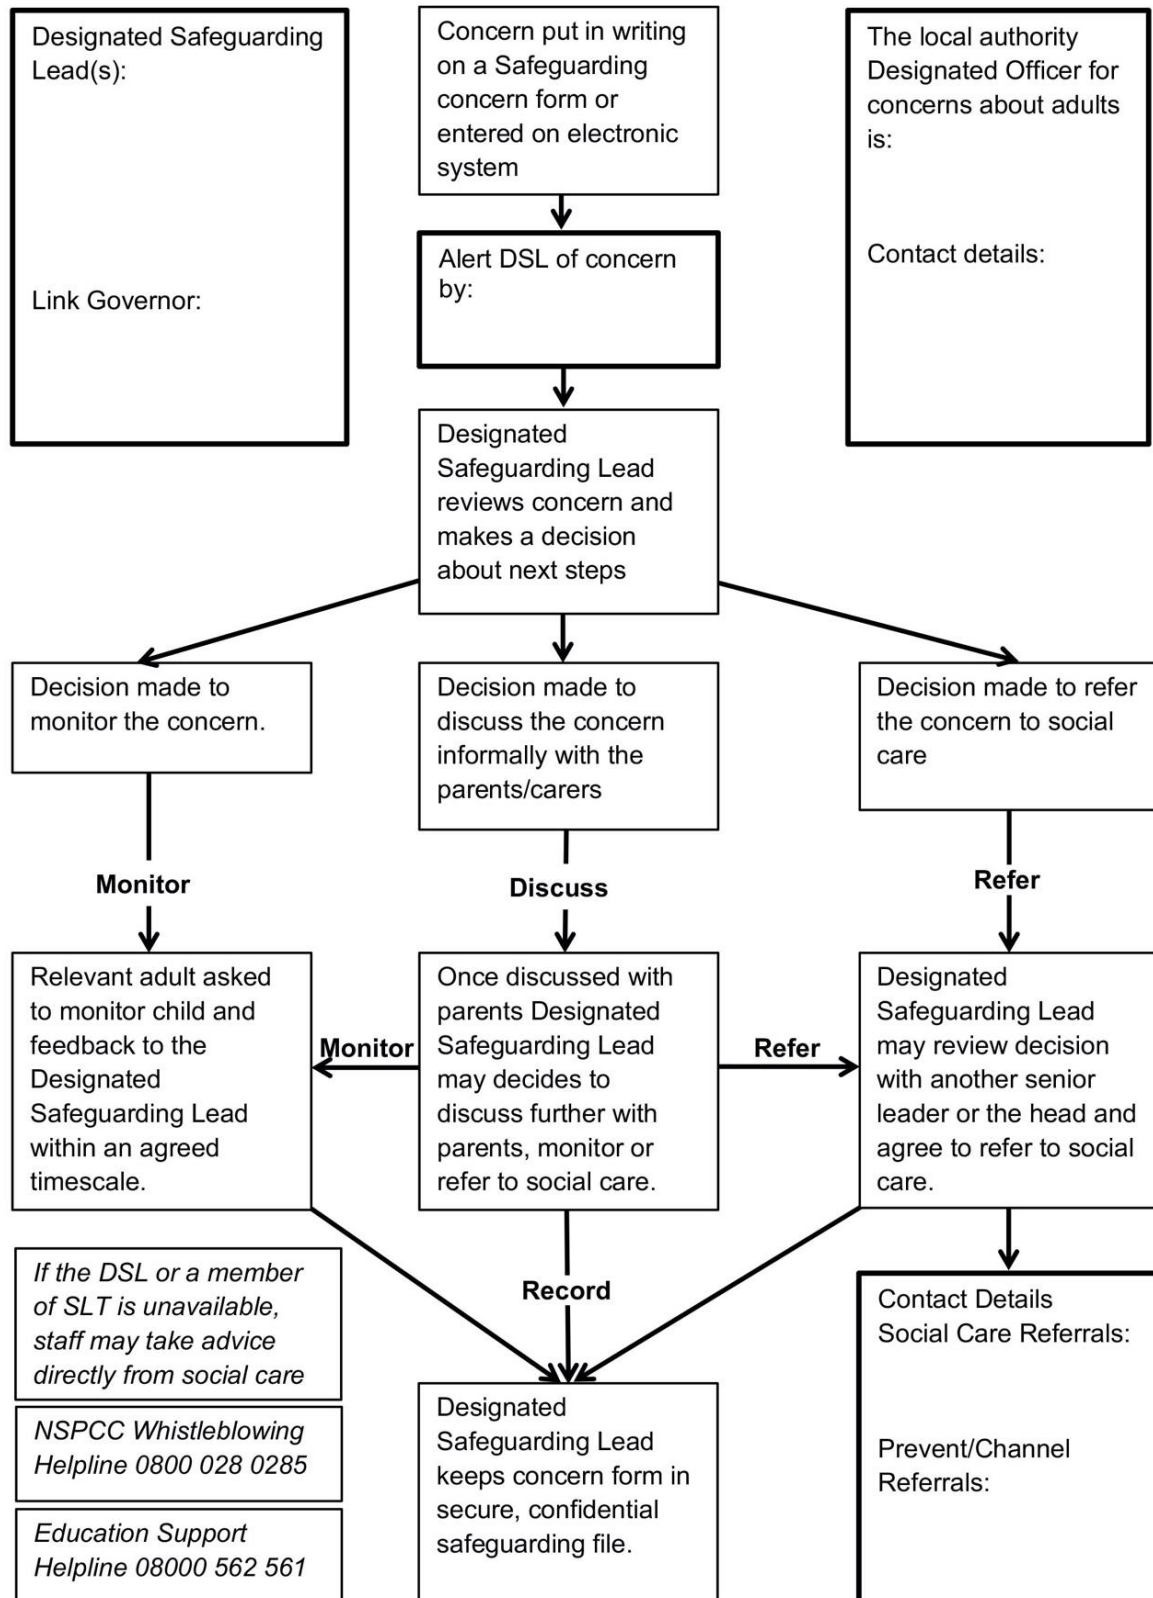 Designated Safeguarding
Lead(s):
Link Governor:
Concern put in writing
on a Safeguarding
concern form or
entered on electronic
system
The local authority
Designated Officer for
concerns about adults
is:
Contact details:
Alert DSL of concern
by:
Designated
Safeguarding Lead
reviews concern and
makes a decision
about next steps
Decision made to
monitor the concern.
Decision made to
discuss the concern
informally with the
parents/carers
Decision made to refer
the concern to social
care
Monitor
Discuss
Refer
Relevant adult asked
to monitor child and
feedback to the
Designated
Safeguarding Lead
within an agreed
timescale.
Monitor
Once discussed with
parents Designated
Safeguarding Lead
may decides to
discuss further with
parents, monitor or
refer to social care.
Refer
Designated
Safeguarding Lead
may review decision
with another senior
leader or the head and
agree to refer to social
care.
If the DSL or a member
of SLT is unavailable,
staff may take advice
directly from social care
NSPCC Whistleblowing
Helpline 0800 028 0285
Education Support
Helpline 08000 562 561
Record
Designated
Safeguarding Lead
keeps concern form in
secure, confidential
safeguarding file.
Contact Details
Social Care Referrals:
Prevent/Channel
Referrals: